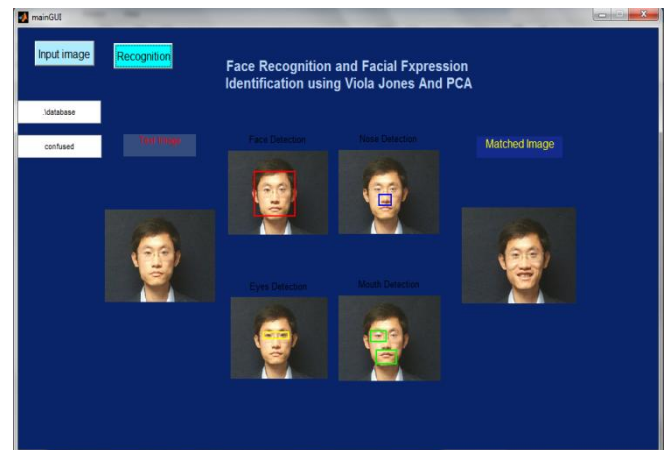 mainGUI
Input image
Recognition
Face Recognition and Facial Fxpression
Identification using Viola Jones And PCA
.\database
confused
Test Image
Face Detection
Nose Detection
Matched Image
Eyes Detection
Mouth Detection